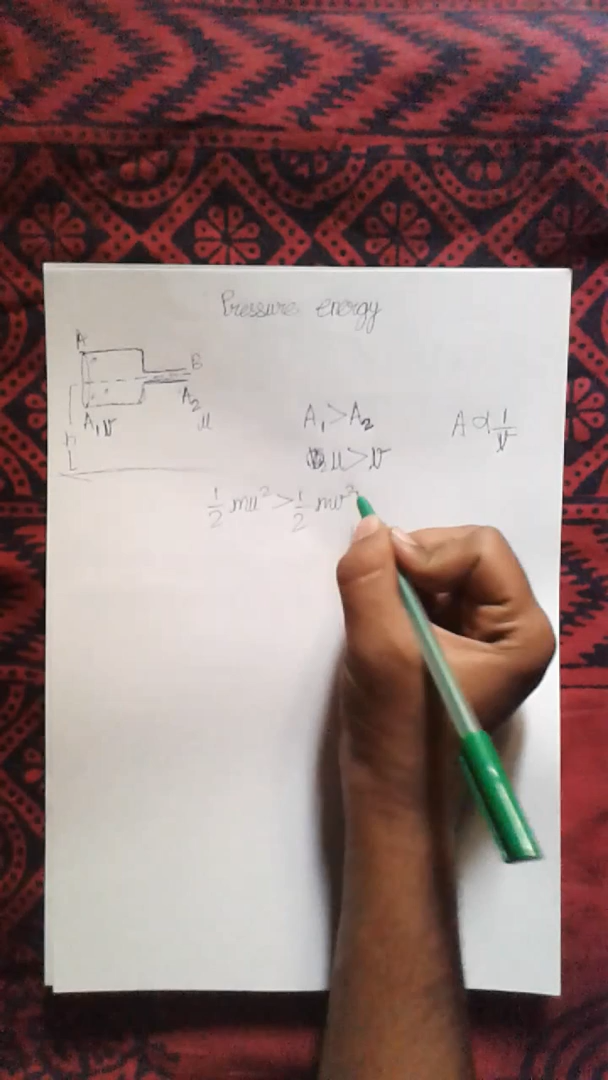 Pressure energy
A
B
A₁ v
A₂
u
h
A₁ > A₂
A ∝ 1/v
u > v
1/2 mu² > 1/2 mv²